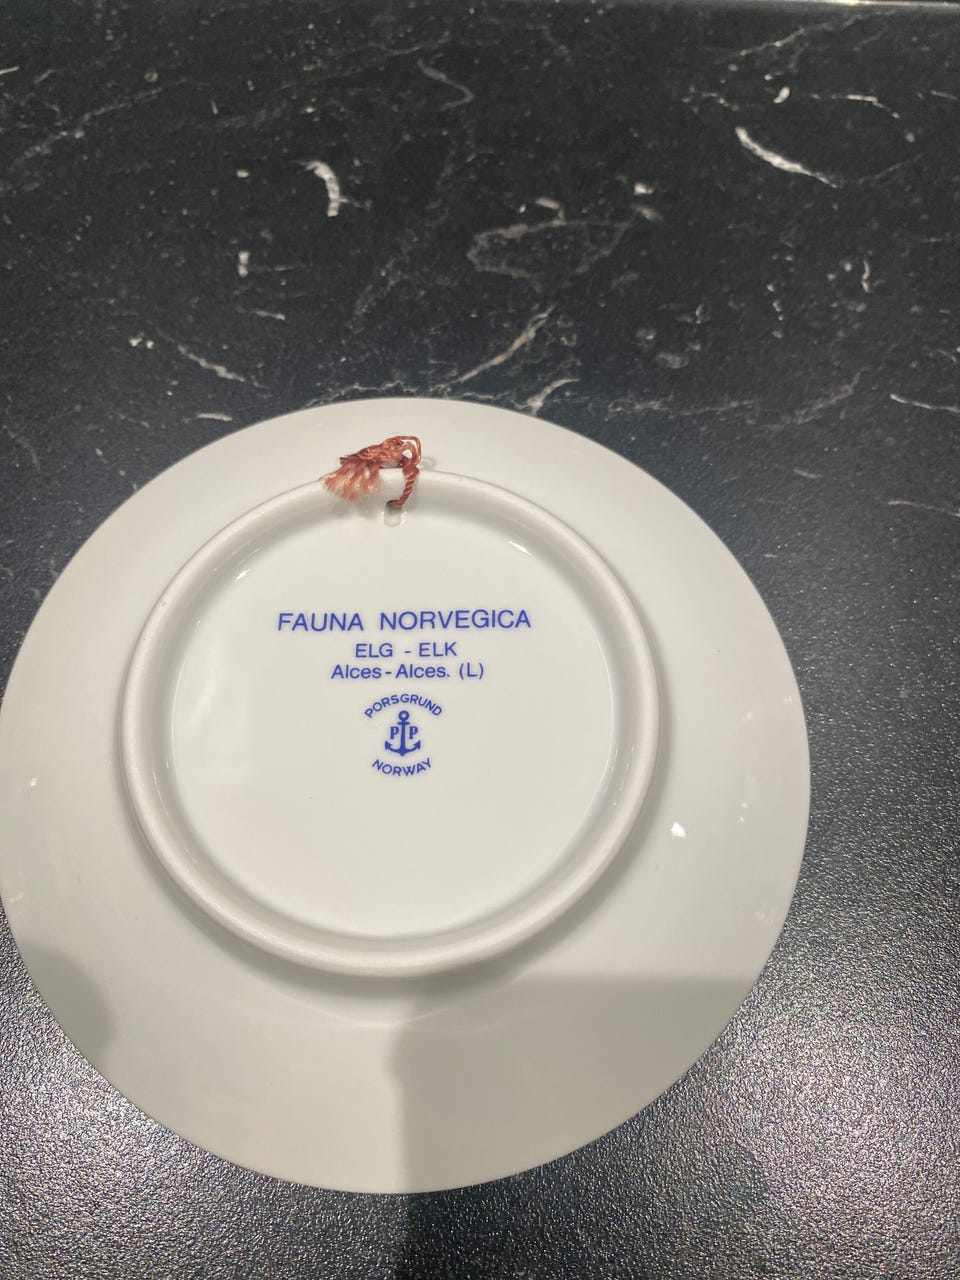 FAUNA NORVEGICA
ELG - ELK
Alces-Alces. (L)
PORSGRUND
PP
NORWAY